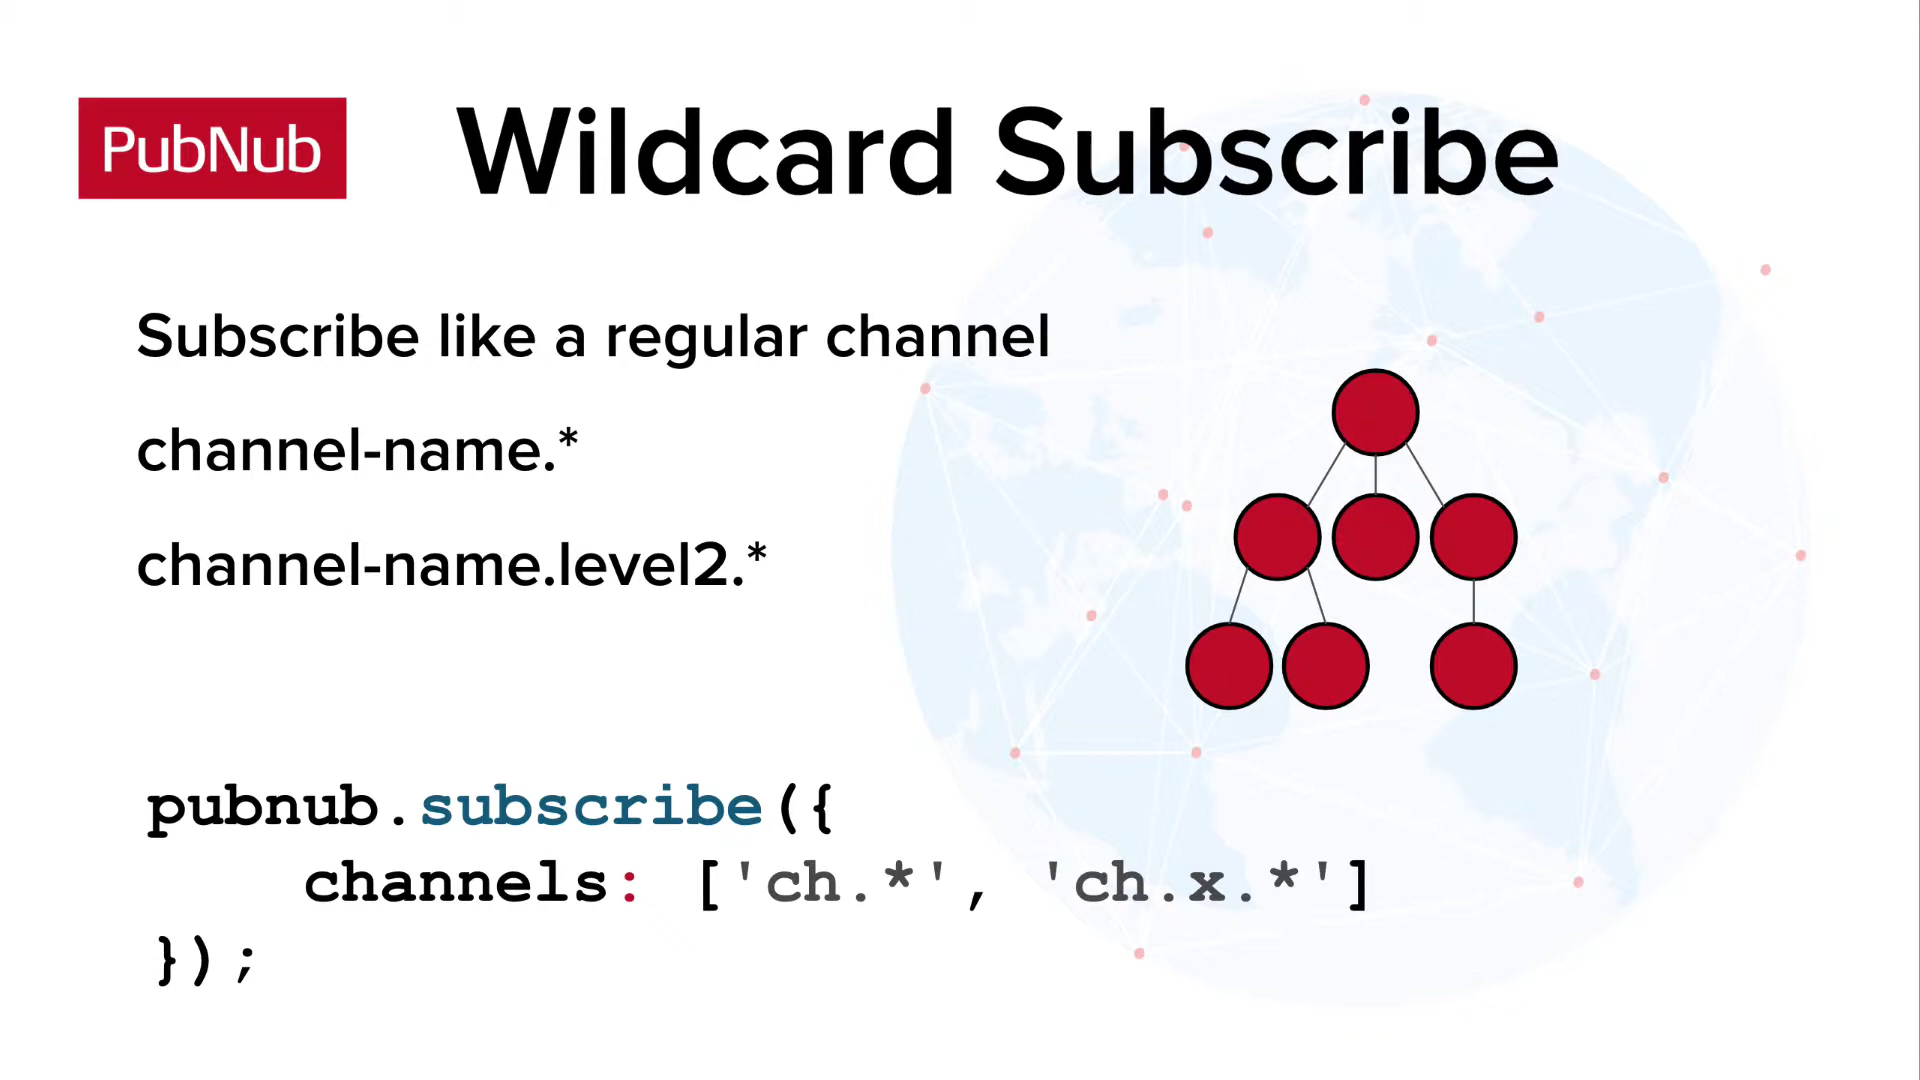 PubNub
Wildcard Subscribe
Subscribe like a regular channel
channel-name.*
channel-name.level2.*
pubnub.subscribe({
    channels: ['ch.*', 'ch.x.*']
});